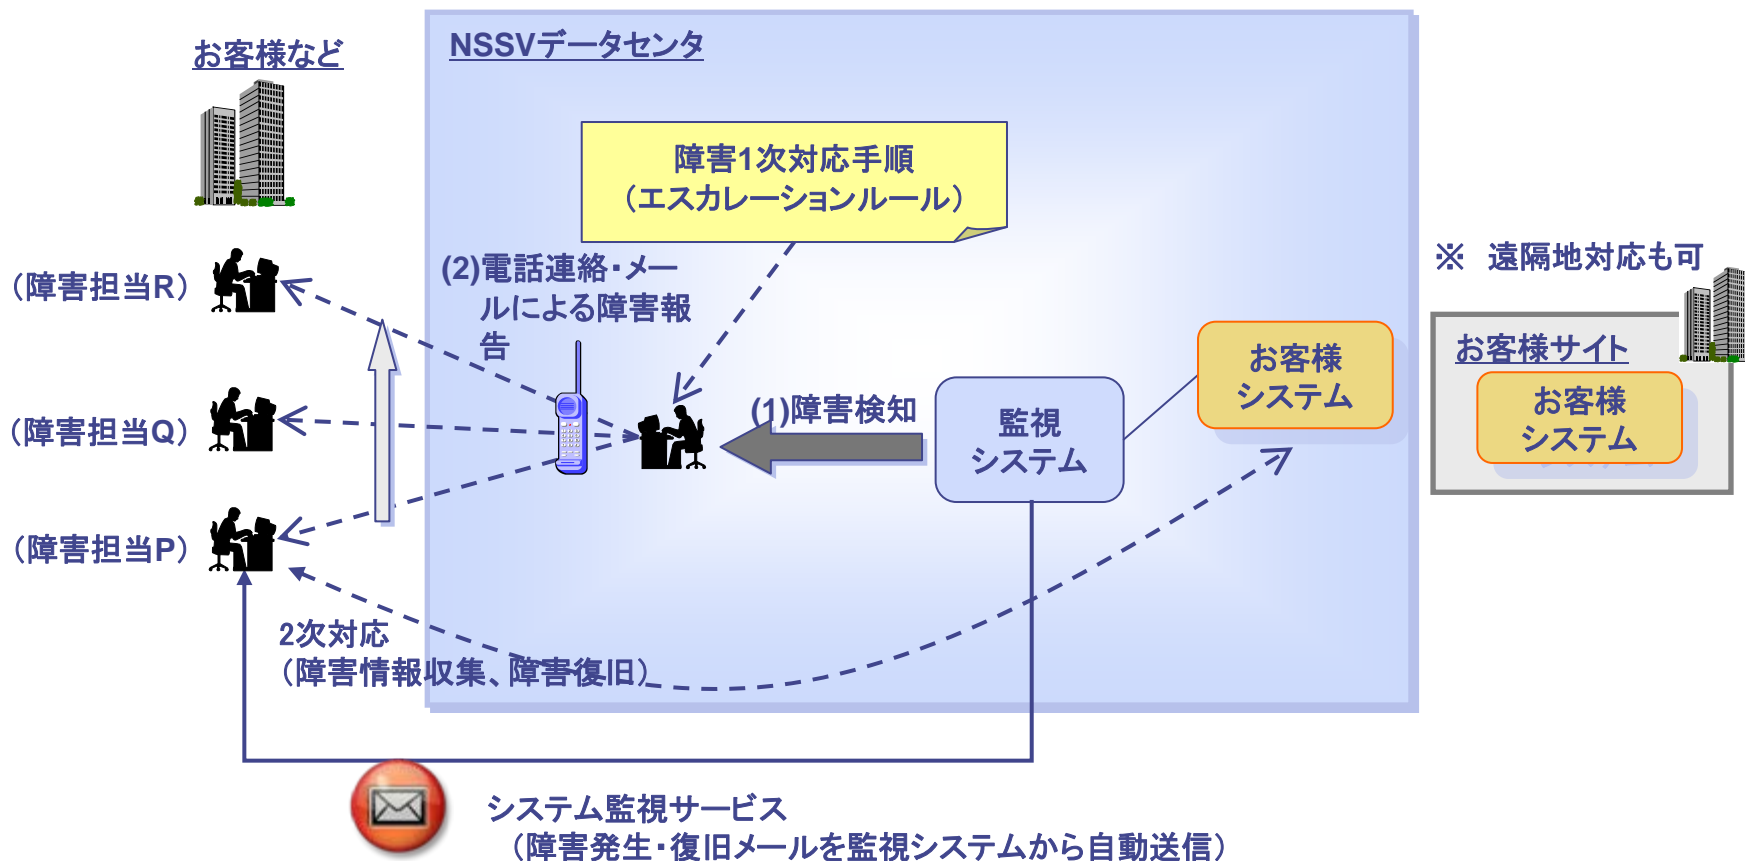 お客様など
NSSVデータセンタ
障害1次対応手順
（エスカレーションルール）
(2)電話連絡・メー
ルによる障害報
告
（障害担当R）
（障害担当Q）
（障害担当P）
(1)障害検知
監視
システム
お客様
システム
※　遠隔地対応も可
お客様サイト
お客様
システム
2次対応
（障害情報収集、障害復旧）
システム監視サービス
（障害発生・復旧メールを監視システムから自動送信）